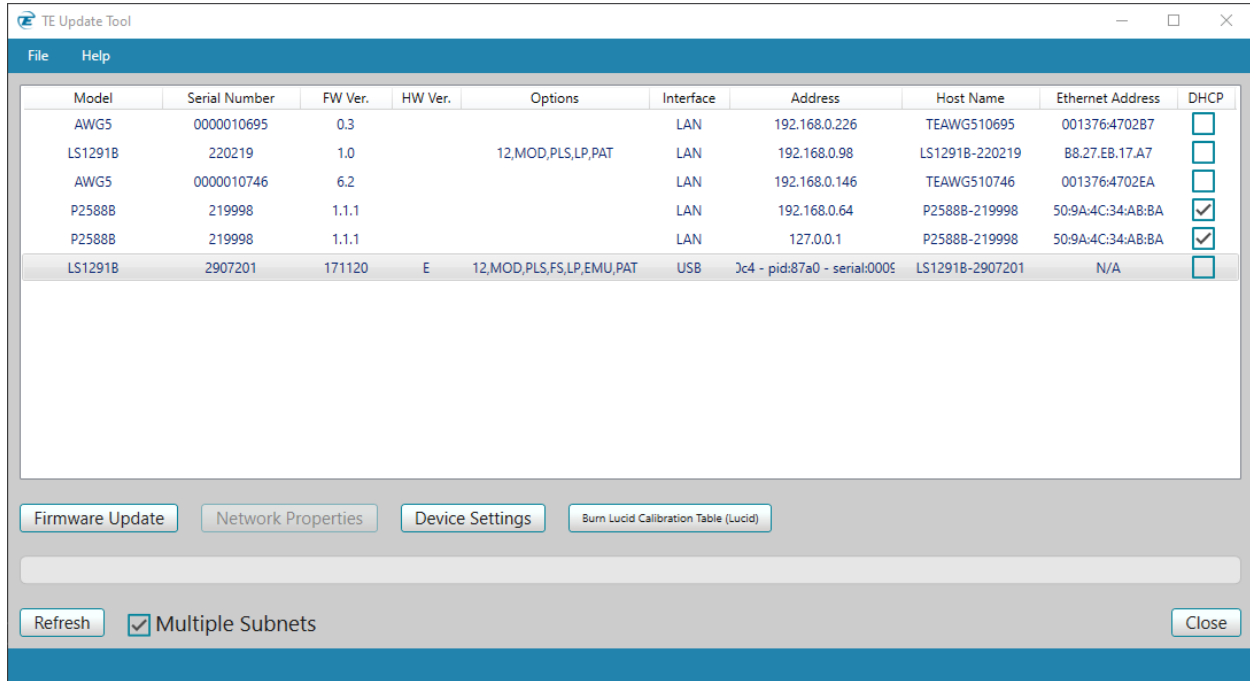 TE Update Tool
File Help
Model Serial Number FW Ver. HW Ver. Options Interface Address Host Name Ethernet Address DHCP
AWG5 0000010695 0.3 LAN 192.168.0.226 TEAWG510695 001376:4702B7
LS1291B 220219 1.0 12,MOD,PLS,LP,PAT LAN 192.168.0.98 LS1291B-220219 B8.27.EB.17.A7
AWG5 0000010746 6.2 LAN 192.168.0.146 TEAWG510746 001376:4702EA
P2588B 219998 1.1.1 LAN 192.168.0.64 P2588B-219998 50:9A:4C:34:AB:BA
P2588B 219998 1.1.1 LAN 127.0.0.1 P2588B-219998 50:9A:4C:34:AB:BA
LS1291B 2907201 171120 E 12,MOD,PLS,FS,LP,EMU,PAT USB - pid:87a0 - LS1291B-2907201 N/A
Firmware Update Network Properties Device Settings Burn Lucid Calibration Table (Lucid)
Refresh Multiple Subnets Close